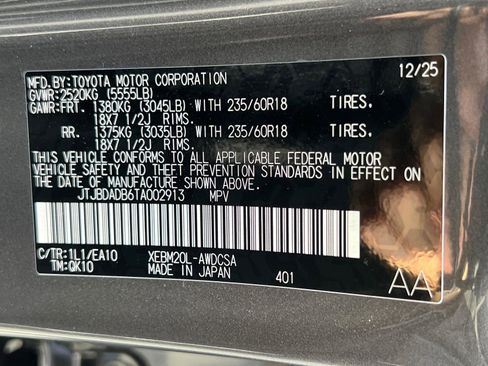 MFD. BY: TOYOTA MOTOR CORPORATION 12/25
GVWR: 2520KG (5555LB)
GAWR: FRT. 1380KG (3045LB) WITH 235/60R18 TIRES.
18X7 1/2J RIMS.
RR. 1375KG (3035LB) WITH 235/60R18 TIRES.
18X7 1/2J RIMS.
THIS VEHICLE CONFORMS TO ALL APPLICABLE FEDERAL MOTOR
VEHICLE SAFETY AND THEFT PREVENTION STANDARDS IN EFFECT ON
THE DATE OF MANUFACTURE SHOWN ABOVE.
JTJBDADB6TA002913 MPV
C/TR: 1L1/EA10 XEBM20L-AWDCSA
TM: QK10 MADE IN JAPAN 401 AA